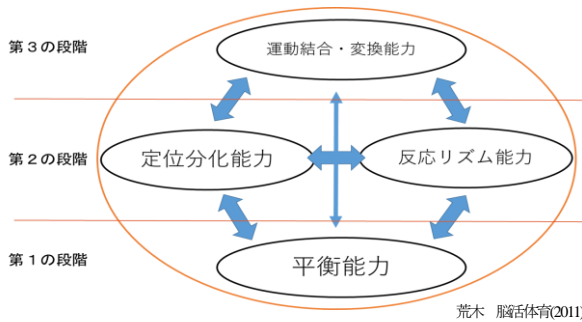 第３の段階
運動結合・変換能力
第２の段階
定位分化能力
反応リズム能力
第１の段階
平衡能力
荒木　脳活体育(2011)